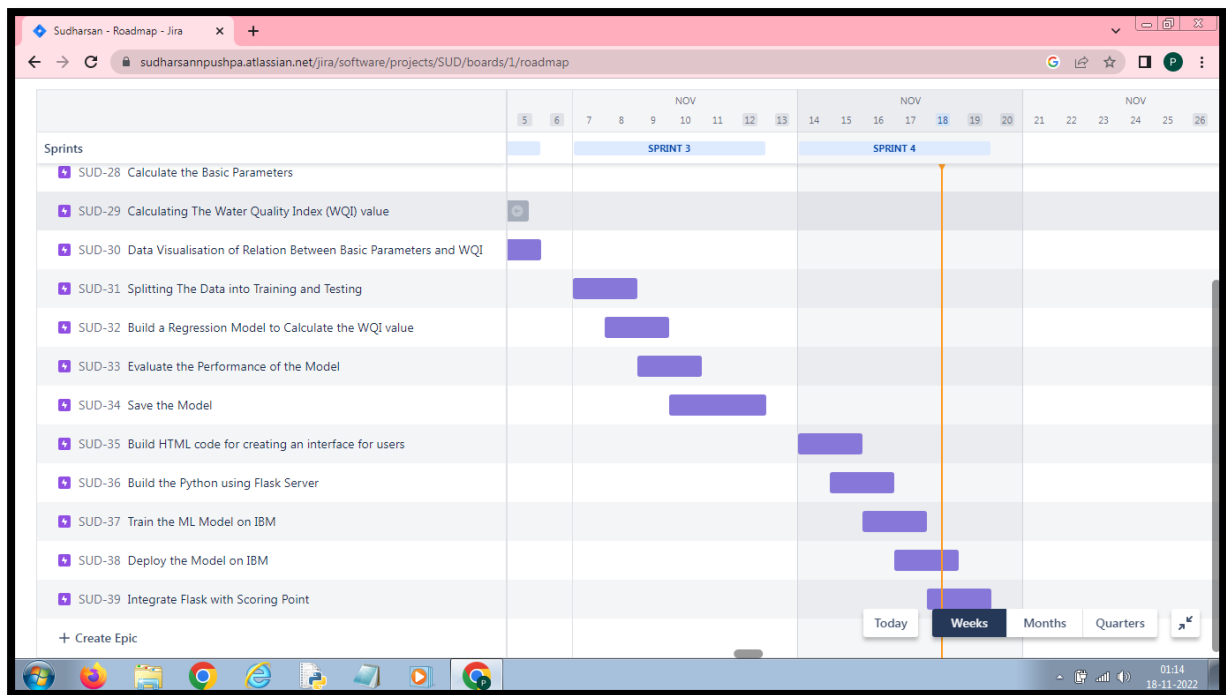 Sudharsan - Roadmap - Jira
sudharsannpushpa.atlassian.net/jira/software/projects/SUD/boards/1/roadmap
P
NOV NOV NOV
5 6 7 8 9 10 11 12 13 14 15 16 17 18 19 20 21 22 23 24 25 26
Sprints SPRINT 3 SPRINT 4
SUD-28 Calculate the Basic Parameters
SUD-29 Calculating The Water Quality Index (WQI) value
SUD-30 Data Visualisation of Relation Between Basic Parameters and WQI
SUD-31 Splitting The Data into Training and Testing
SUD-32 Build a Regression Model to Calculate the WQI value
SUD-33 Evaluate the Performance of the Model
SUD-34 Save the Model
SUD-35 Build HTML code for creating an interface for users
SUD-36 Build the Python using Flask Server
SUD-37 Train the ML Model on IBM
SUD-38 Deploy the Model on IBM
SUD-39 Integrate Flask with Scoring Point
Today Weeks Months Quarters
+ Create Epic
P
01:14
18-11-2022